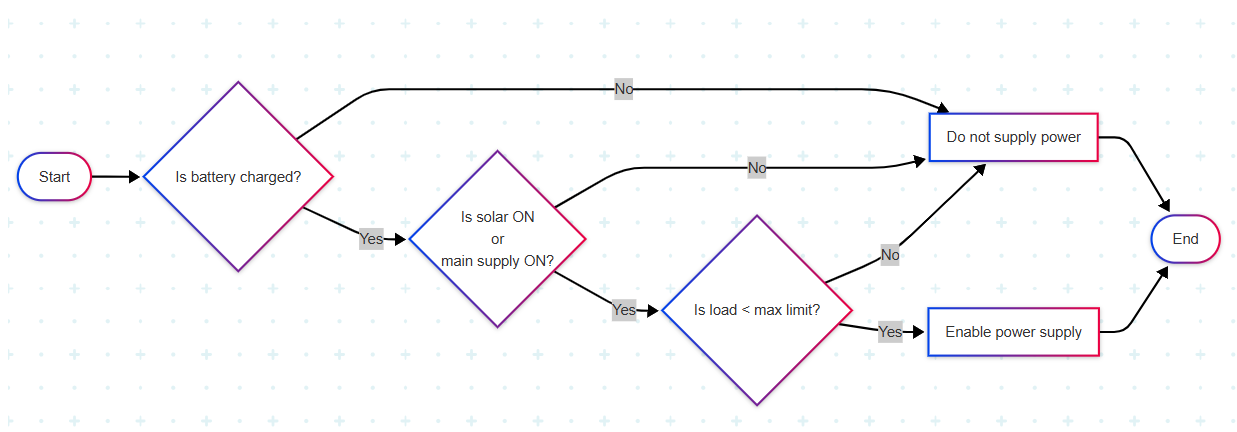 Start
Is battery charged?
No
Yes
Is solar ON
or
main supply ON?
No
Yes
Is load < max limit?
No
Yes
Do not supply power
Enable power supply
End